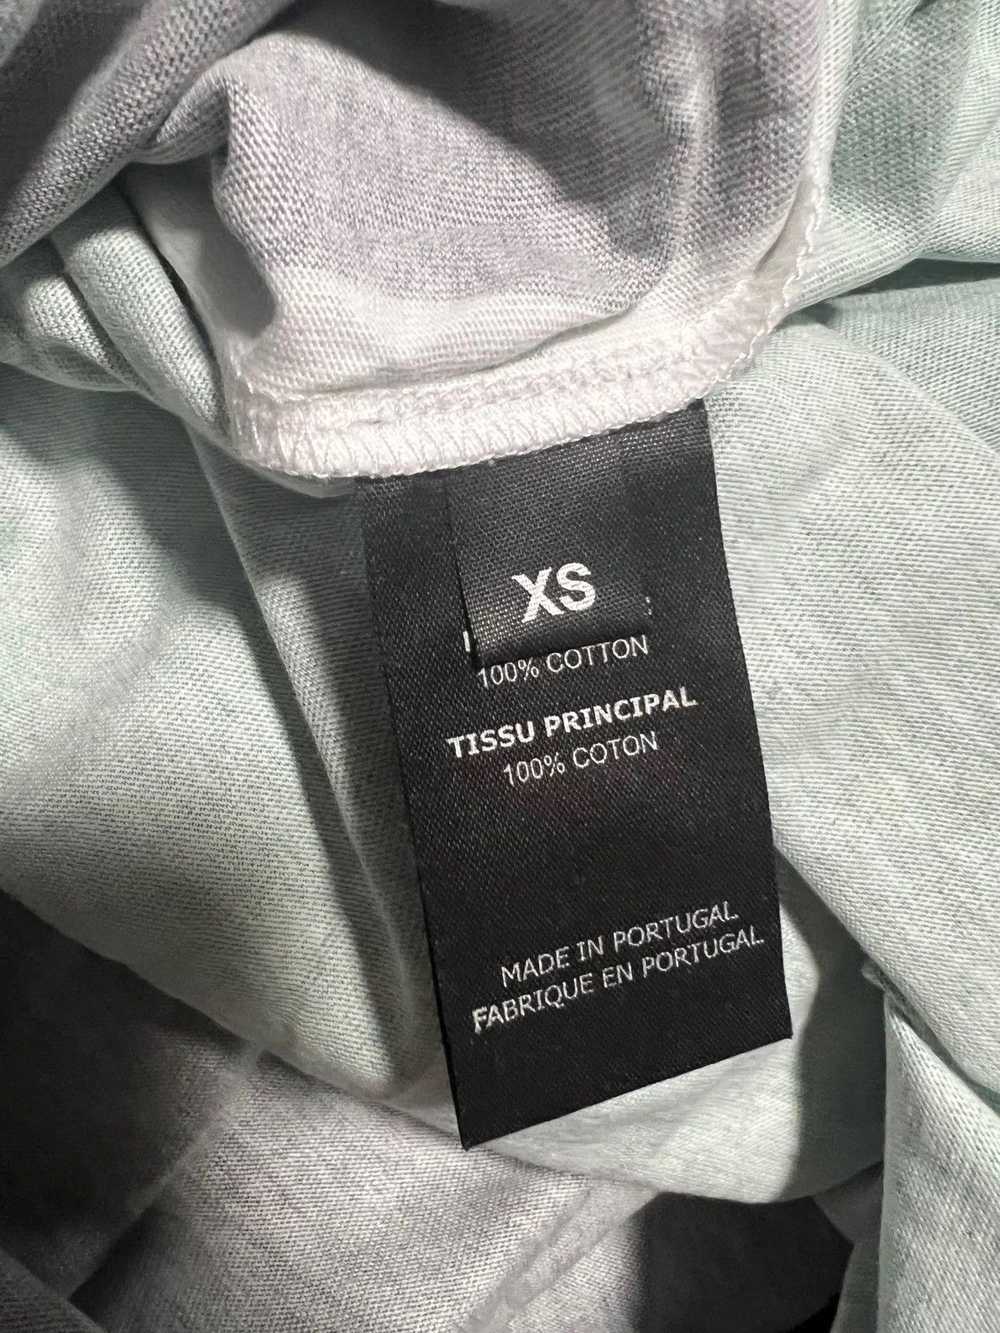 XS
100% COTTON
TISSU PRINCIPAL
100% COTON
MADE IN PORTUGAL
FABRIQUE EN PORTUGAL